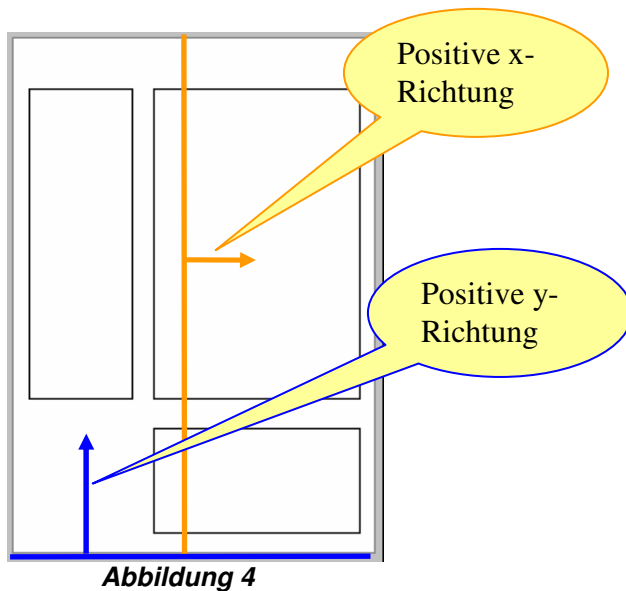 Positive x-
Richtung
Positive y-
Richtung
Abbildung 4